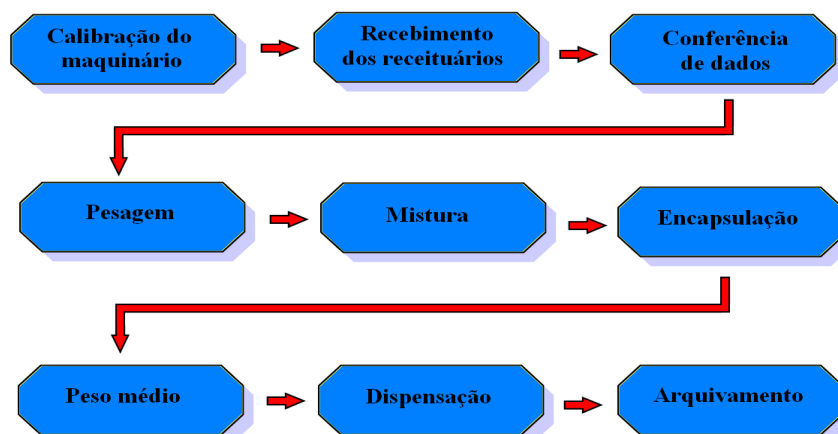 Calibração do
maquinário
Recebimento
dos receituários
Conferência
de dados
Pesagem
Mistura
Encapsulação
Peso médio
Dispensação
Arquivamento